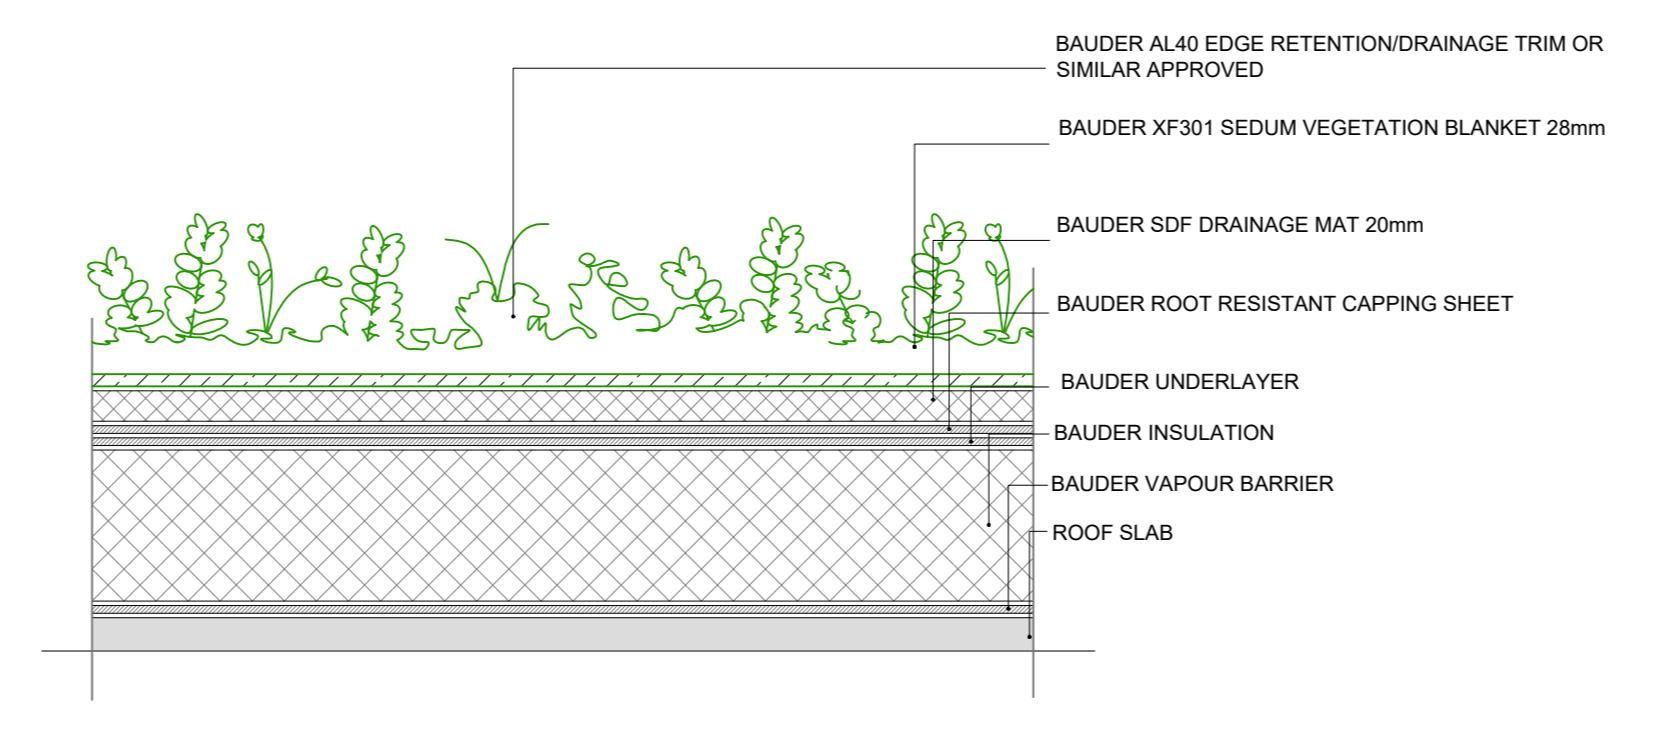 BAUDER AL40 EDGE RETENTION/DRAINAGE TRIM OR
SIMILAR APPROVED
BAUDER XF301 SEDUM VEGETATION BLANKET 28mm
BAUDER SDF DRAINAGE MAT 20mm
BAUDER ROOT RESISTANT CAPPING SHEET
BAUDER UNDERLAYER
BAUDER INSULATION
BAUDER VAPOUR BARRIER
ROOF SLAB